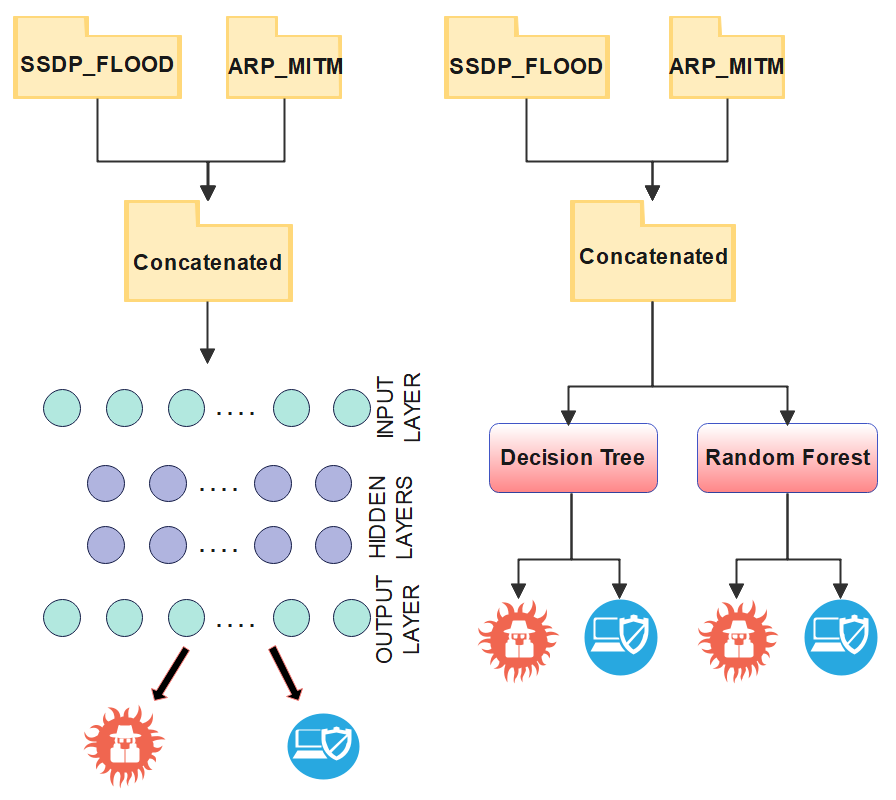 SSDP_FLOOD
ARP_MITM
Concatenated
....
INPUT
LAYER
....
....
HIDDEN
LAYERS
....
OUTPUT
LAYER
SSDP_FLOOD
ARP_MITM
Concatenated
Decision Tree
Random Forest